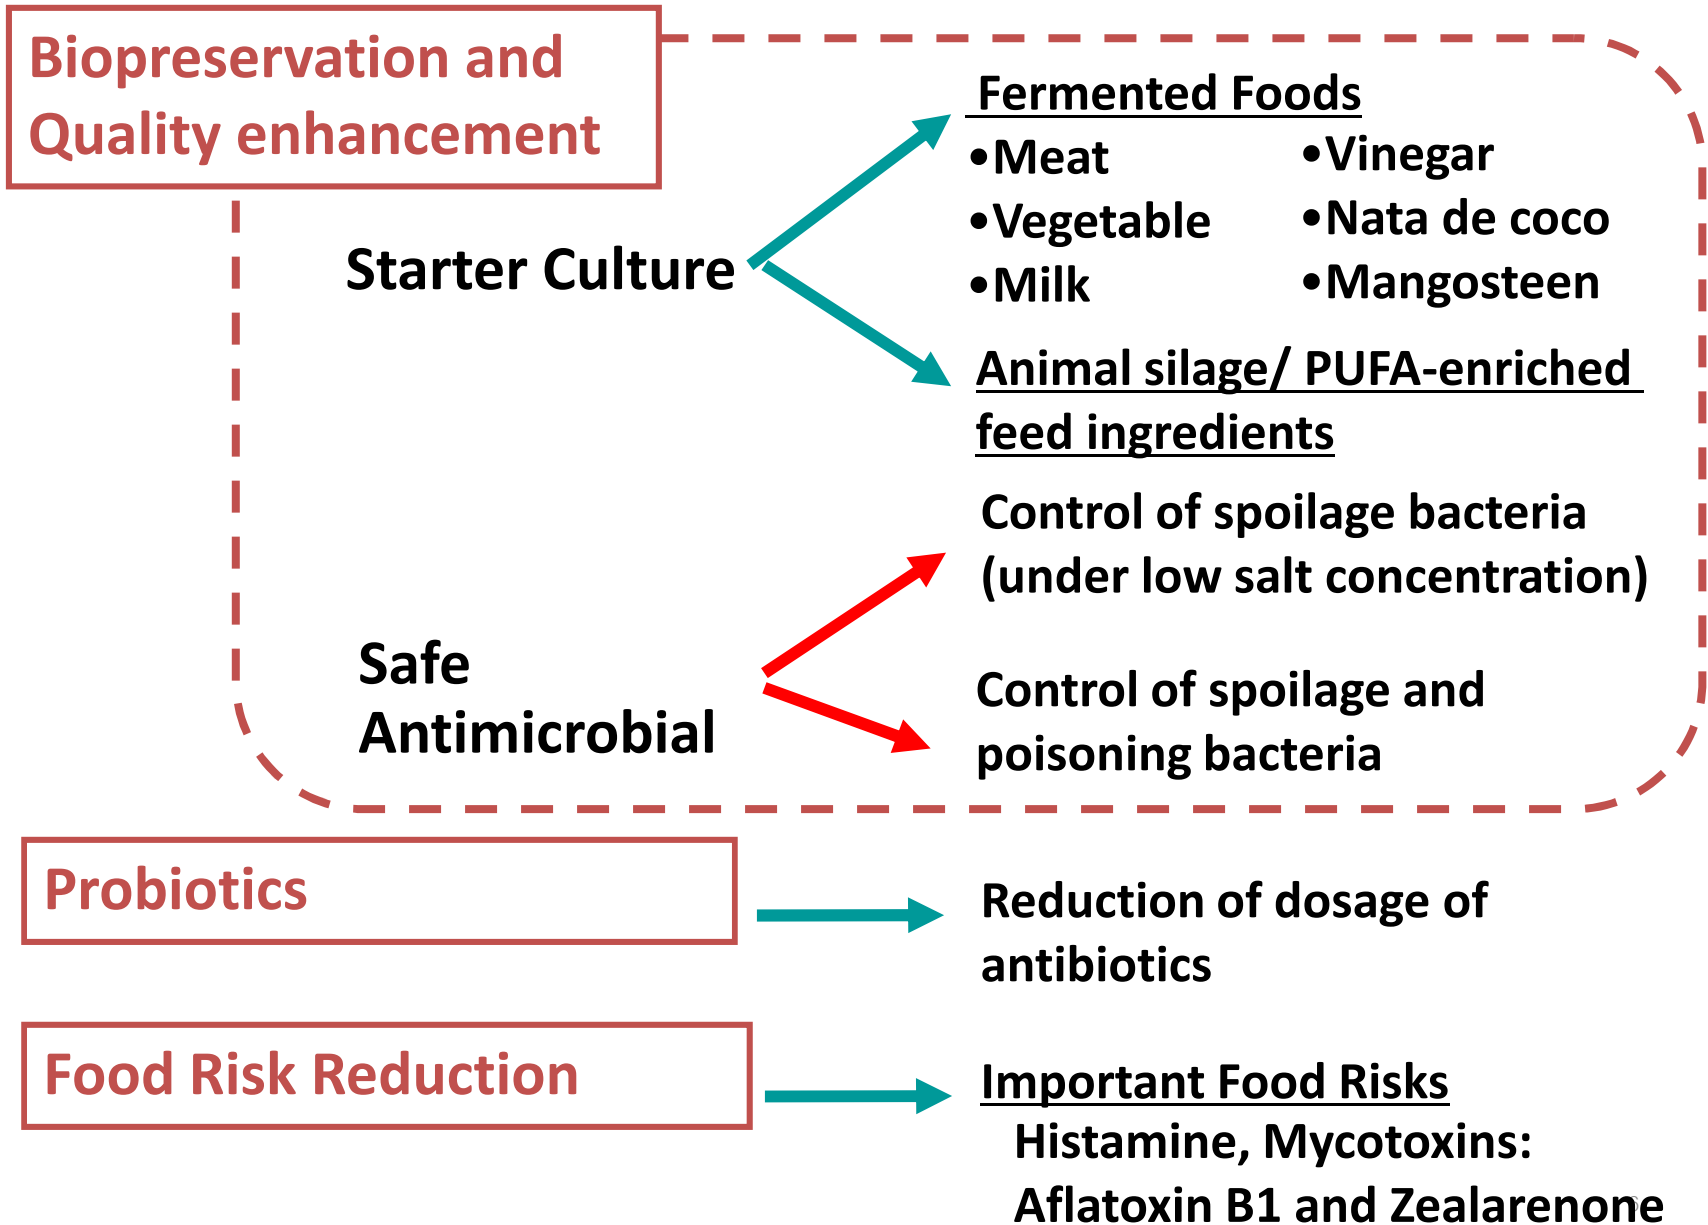 Biopreservation and
Quality enhancement
Starter Culture
Fermented Foods
•Meat
•Vegetable
•Milk
•Vinegar
•Nata de coco
•Mangosteen
Animal silage/ PUFA-enriched
feed ingredients
Safe
Antimicrobial
Control of spoilage bacteria
(under low salt concentration)
Control of spoilage and
poisoning bacteria
Probiotics
Reduction of dosage of
antibiotics
Food Risk Reduction
Important Food Risks
Histamine, Mycotoxins:
Aflatoxin B1 and Zealarenone